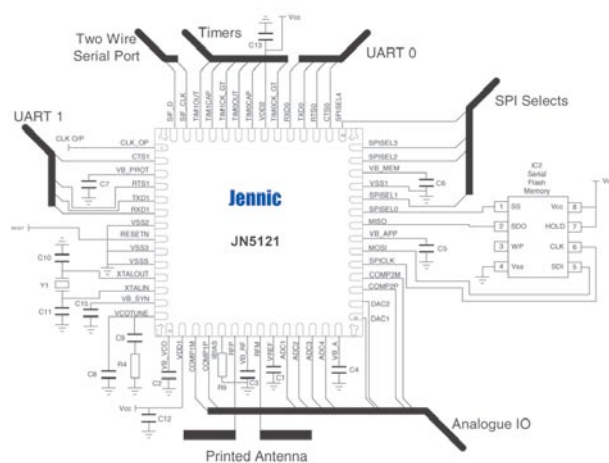 Two Wire
Serial Port
Timers
Vcc
C13
UART 0
SIF_D
SIF_CLK
TIM1OUT
TIM1CAP
TIM1CK_GT
TIM0OUT
TIM0CAP
VDD2
TIM0CK_GT
RXD0
TXD0
RTS0
CTS0
SPISEL4
UART 1
CLK O/P
CLK_OP
CTS1
VB_PROT
C7
RTS1
TXD1
RXD1
VSS2
RESETN
VSS3
VSSS
C10
XTALOUT
Y1
XTALIN
C11
C15
VB_SYN
VCOTUNE
C9
R4
C8
Jennic
JN5121
SPI Selects
SPISEL3
SPISEL2
VB_MEM
C6
VSS1
SPISEL1
SPISEL0
MISO
VB_APP
C5
MOSI
SPICLK
COMP2M
COMP2P
DAC2
DAC1
IC2
Serial
Flash
Memory
1 SS Vcc 8
2 SDO HOLD 7
3 WP CLK 6
4 Vss SDI 5
VB_VCO
VDD1
COMP1M
COMP1P
IBIAS
RFP
VB_RF
RFM
VREF
ADC1
ADC2
ADC3
ADC4
VB_A
C2
R9
C3
C1
C4
Vcc
C12
Analogue IO
Printed Antenna